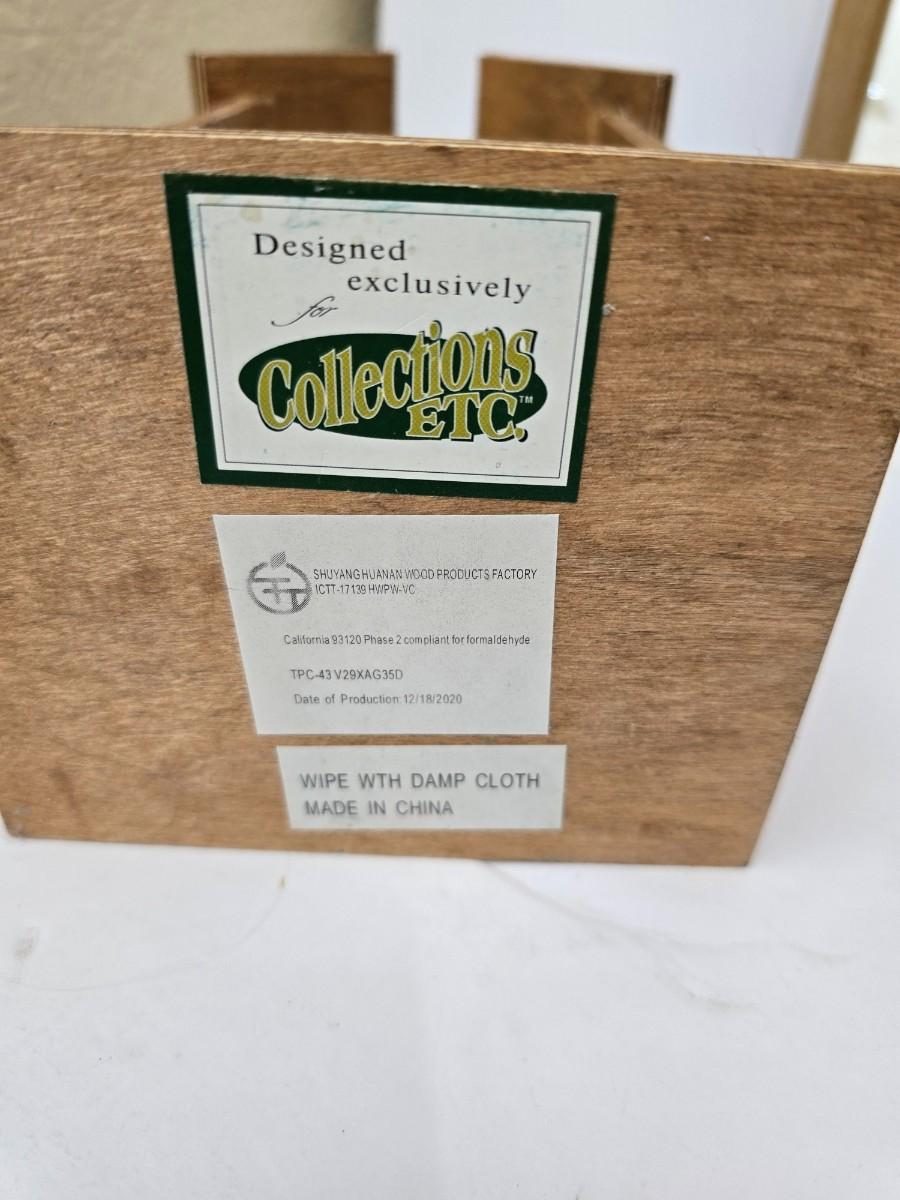 Designed
exclusively
for
Collections
ETC.™
SHUYANG HUANAN WOOD PRODUCTS FACTORY
ICTT-17139 HWPW-VC
California 93120 Phase 2 compliant for formaldehyde
TPC-43 V29XAG35D
Date of Production:12/18/2020
WIPE WTH DAMP CLOTH
MADE IN CHINA